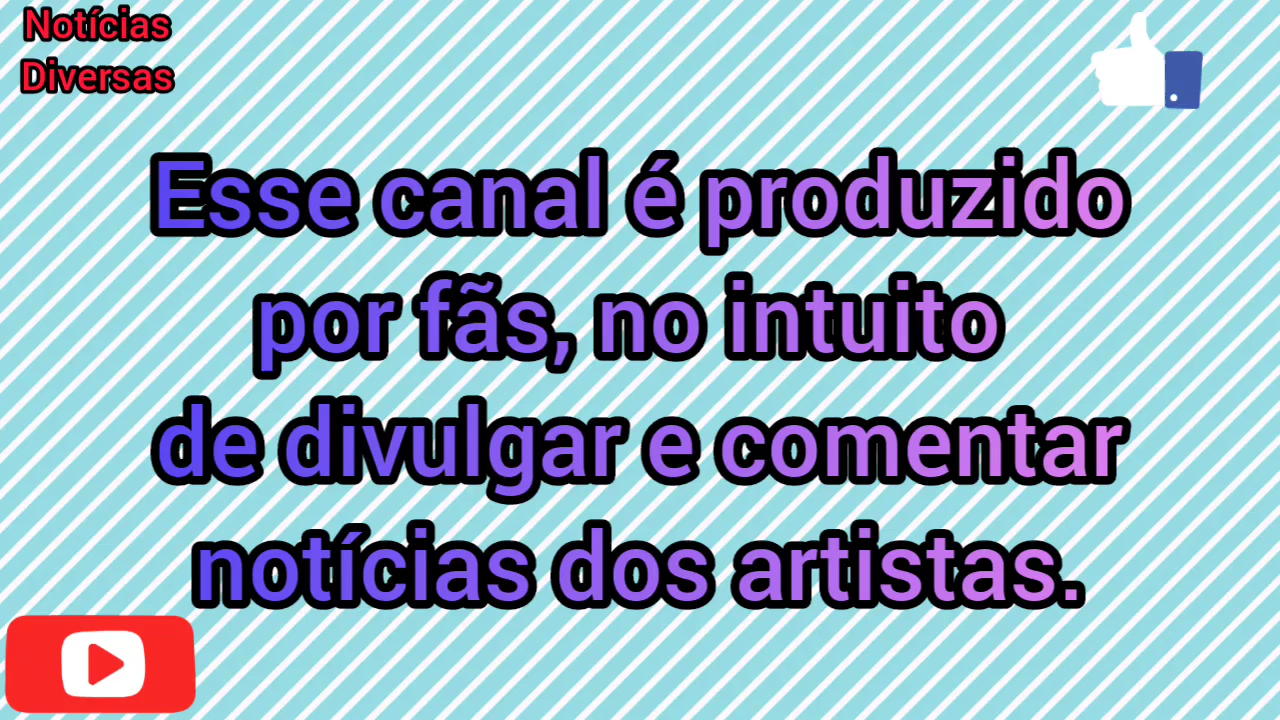 Notícias
Diversas
Esse canal é produzido
por fãs, no intuito
de divulgar e comentar
notícias dos artistas.